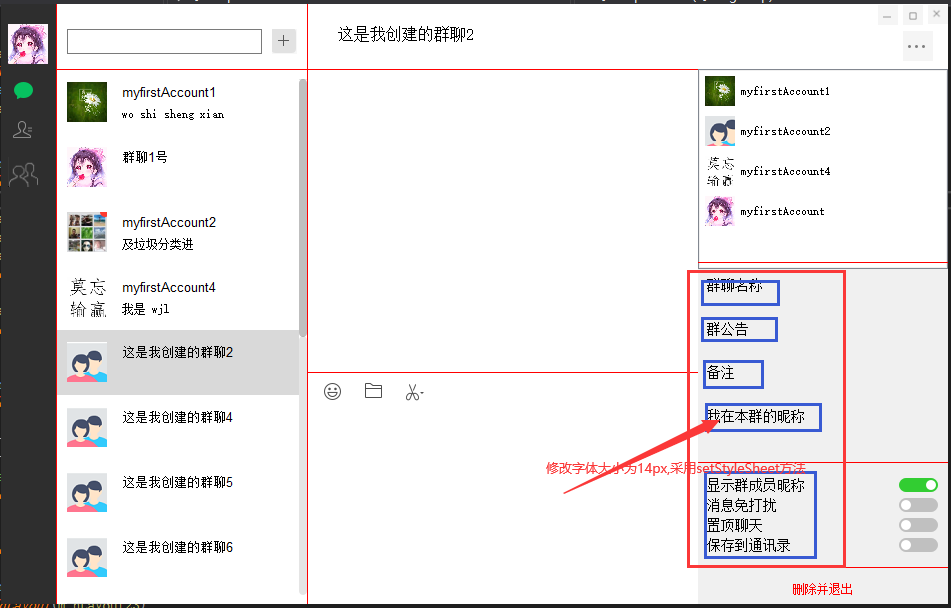 这是我创建的群聊2
myfirstAccount1
wo shi sheng xian
群聊1号
myfirstAccount2
及垃圾分类进
莫忘
输赢
myfirstAccount4
我是 wjl
这是我创建的群聊2
这是我创建的群聊4
这是我创建的群聊5
这是我创建的群聊6
myfirstAccount1
myfirstAccount2
莫忘
输赢
myfirstAccount4
myfirstAccount
群聊名称
群公告
备注
我在本群的昵称
修改字体大小为14px,采用setStyleSheet方法
显示群成员昵称
消息免打扰
置顶聊天
保存到通讯录
删除并退出